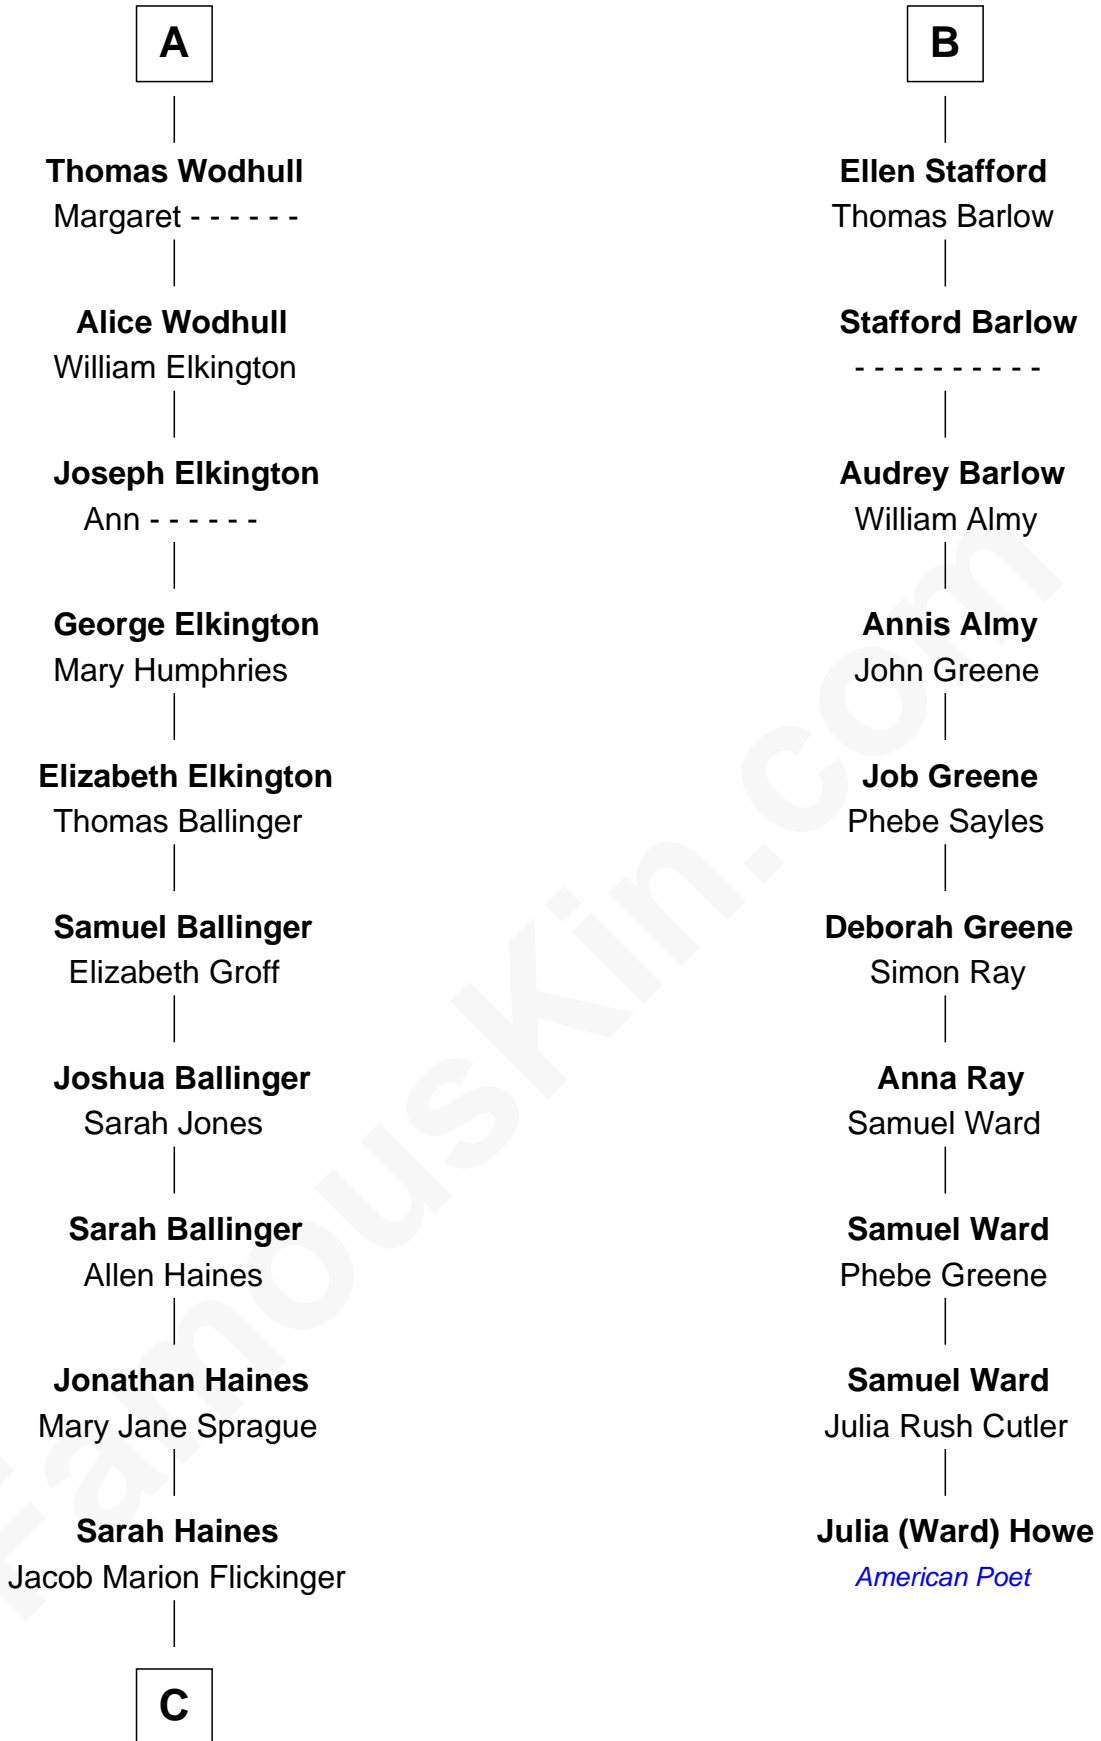 A
Thomas Wodhull
Margaret - - - - - -
Alice Wodhull
William Elkington
Joseph Elkington
Ann - - - - - -
George Elkington
Mary Humphries
Elizabeth Elkington
Thomas Ballinger
Samuel Ballinger
Elizabeth Groff
Joshua Ballinger
Sarah Jones
Sarah Ballinger
Allen Haines
Jonathan Haines
Mary Jane Sprague
Sarah Haines
Jacob Marion Flickinger
C
B
Ellen Stafford
Thomas Barlow
Stafford Barlow
- - - - - - - - - -
Audrey Barlow
William Almy
Annis Almy
John Greene
Job Greene
Phebe Sayles
Deborah Greene
Simon Ray
Anna Ray
Samuel Ward
Samuel Ward
Phebe Greene
Samuel Ward
Julia Rush Cutler
Julia (Ward) Howe
American Poet
FamousKin.com